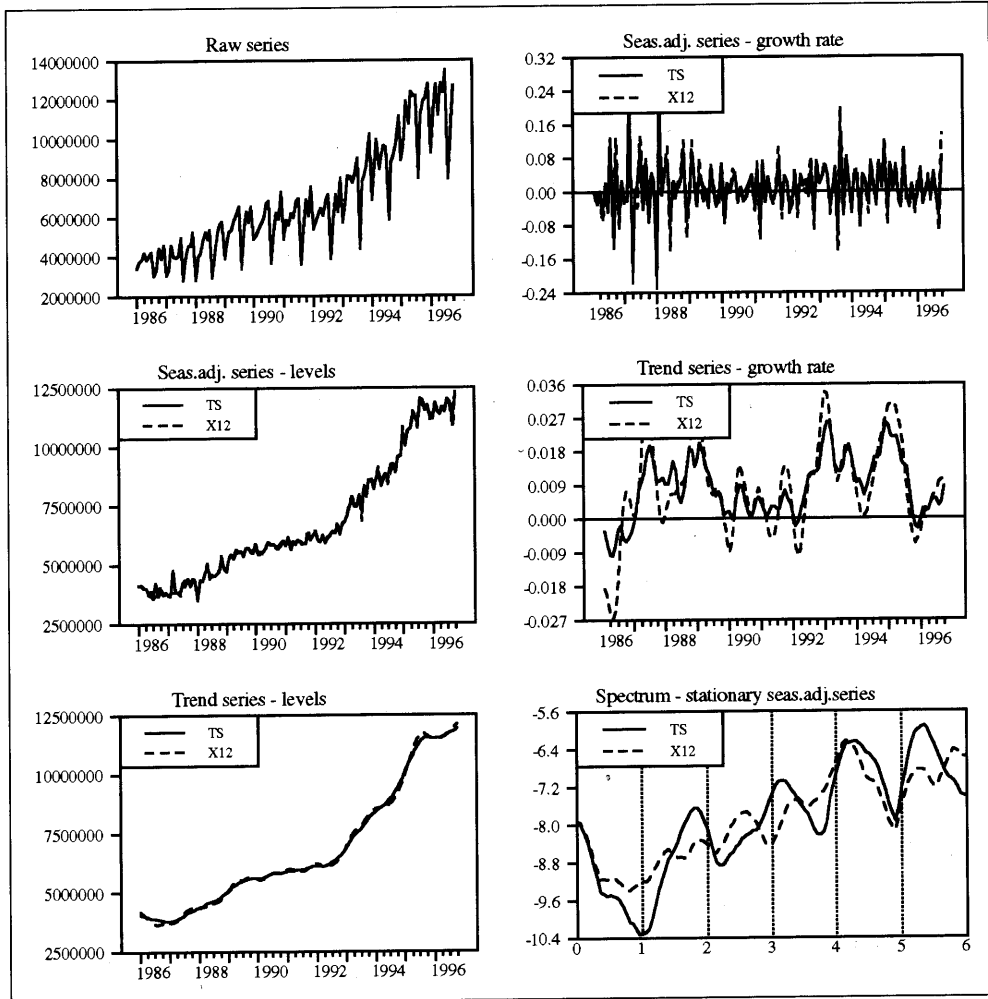 Raw series
14000000
12000000
10000000
8000000
6000000
4000000
2000000
1986 1988 1990 1992 1994 1996
Seas.adj. series - growth rate
TS
X12
0.32
0.24
0.16
0.08
0.00
-0.08
-0.16
-0.24
1986 1988 1990 1992 1994 1996
Seas.adj. series - levels
TS
X12
12500000
10000000
7500000
5000000
2500000
1986 1988 1990 1992 1994 1996
Trend series - growth rate
TS
X12
0.036
0.027
0.018
0.009
0.000
-0.009
-0.018
-0.027
1986 1988 1990 1992 1994 1996
Trend series - levels
TS
X12
12500000
10000000
7500000
5000000
2500000
1986 1988 1990 1992 1994 1996
Spectrum - stationary seas.adj.series
TS
X12
-5.6
-6.4
-7.2
-8.0
-8.8
-9.6
-10.4
0 1 2 3 4 5 6